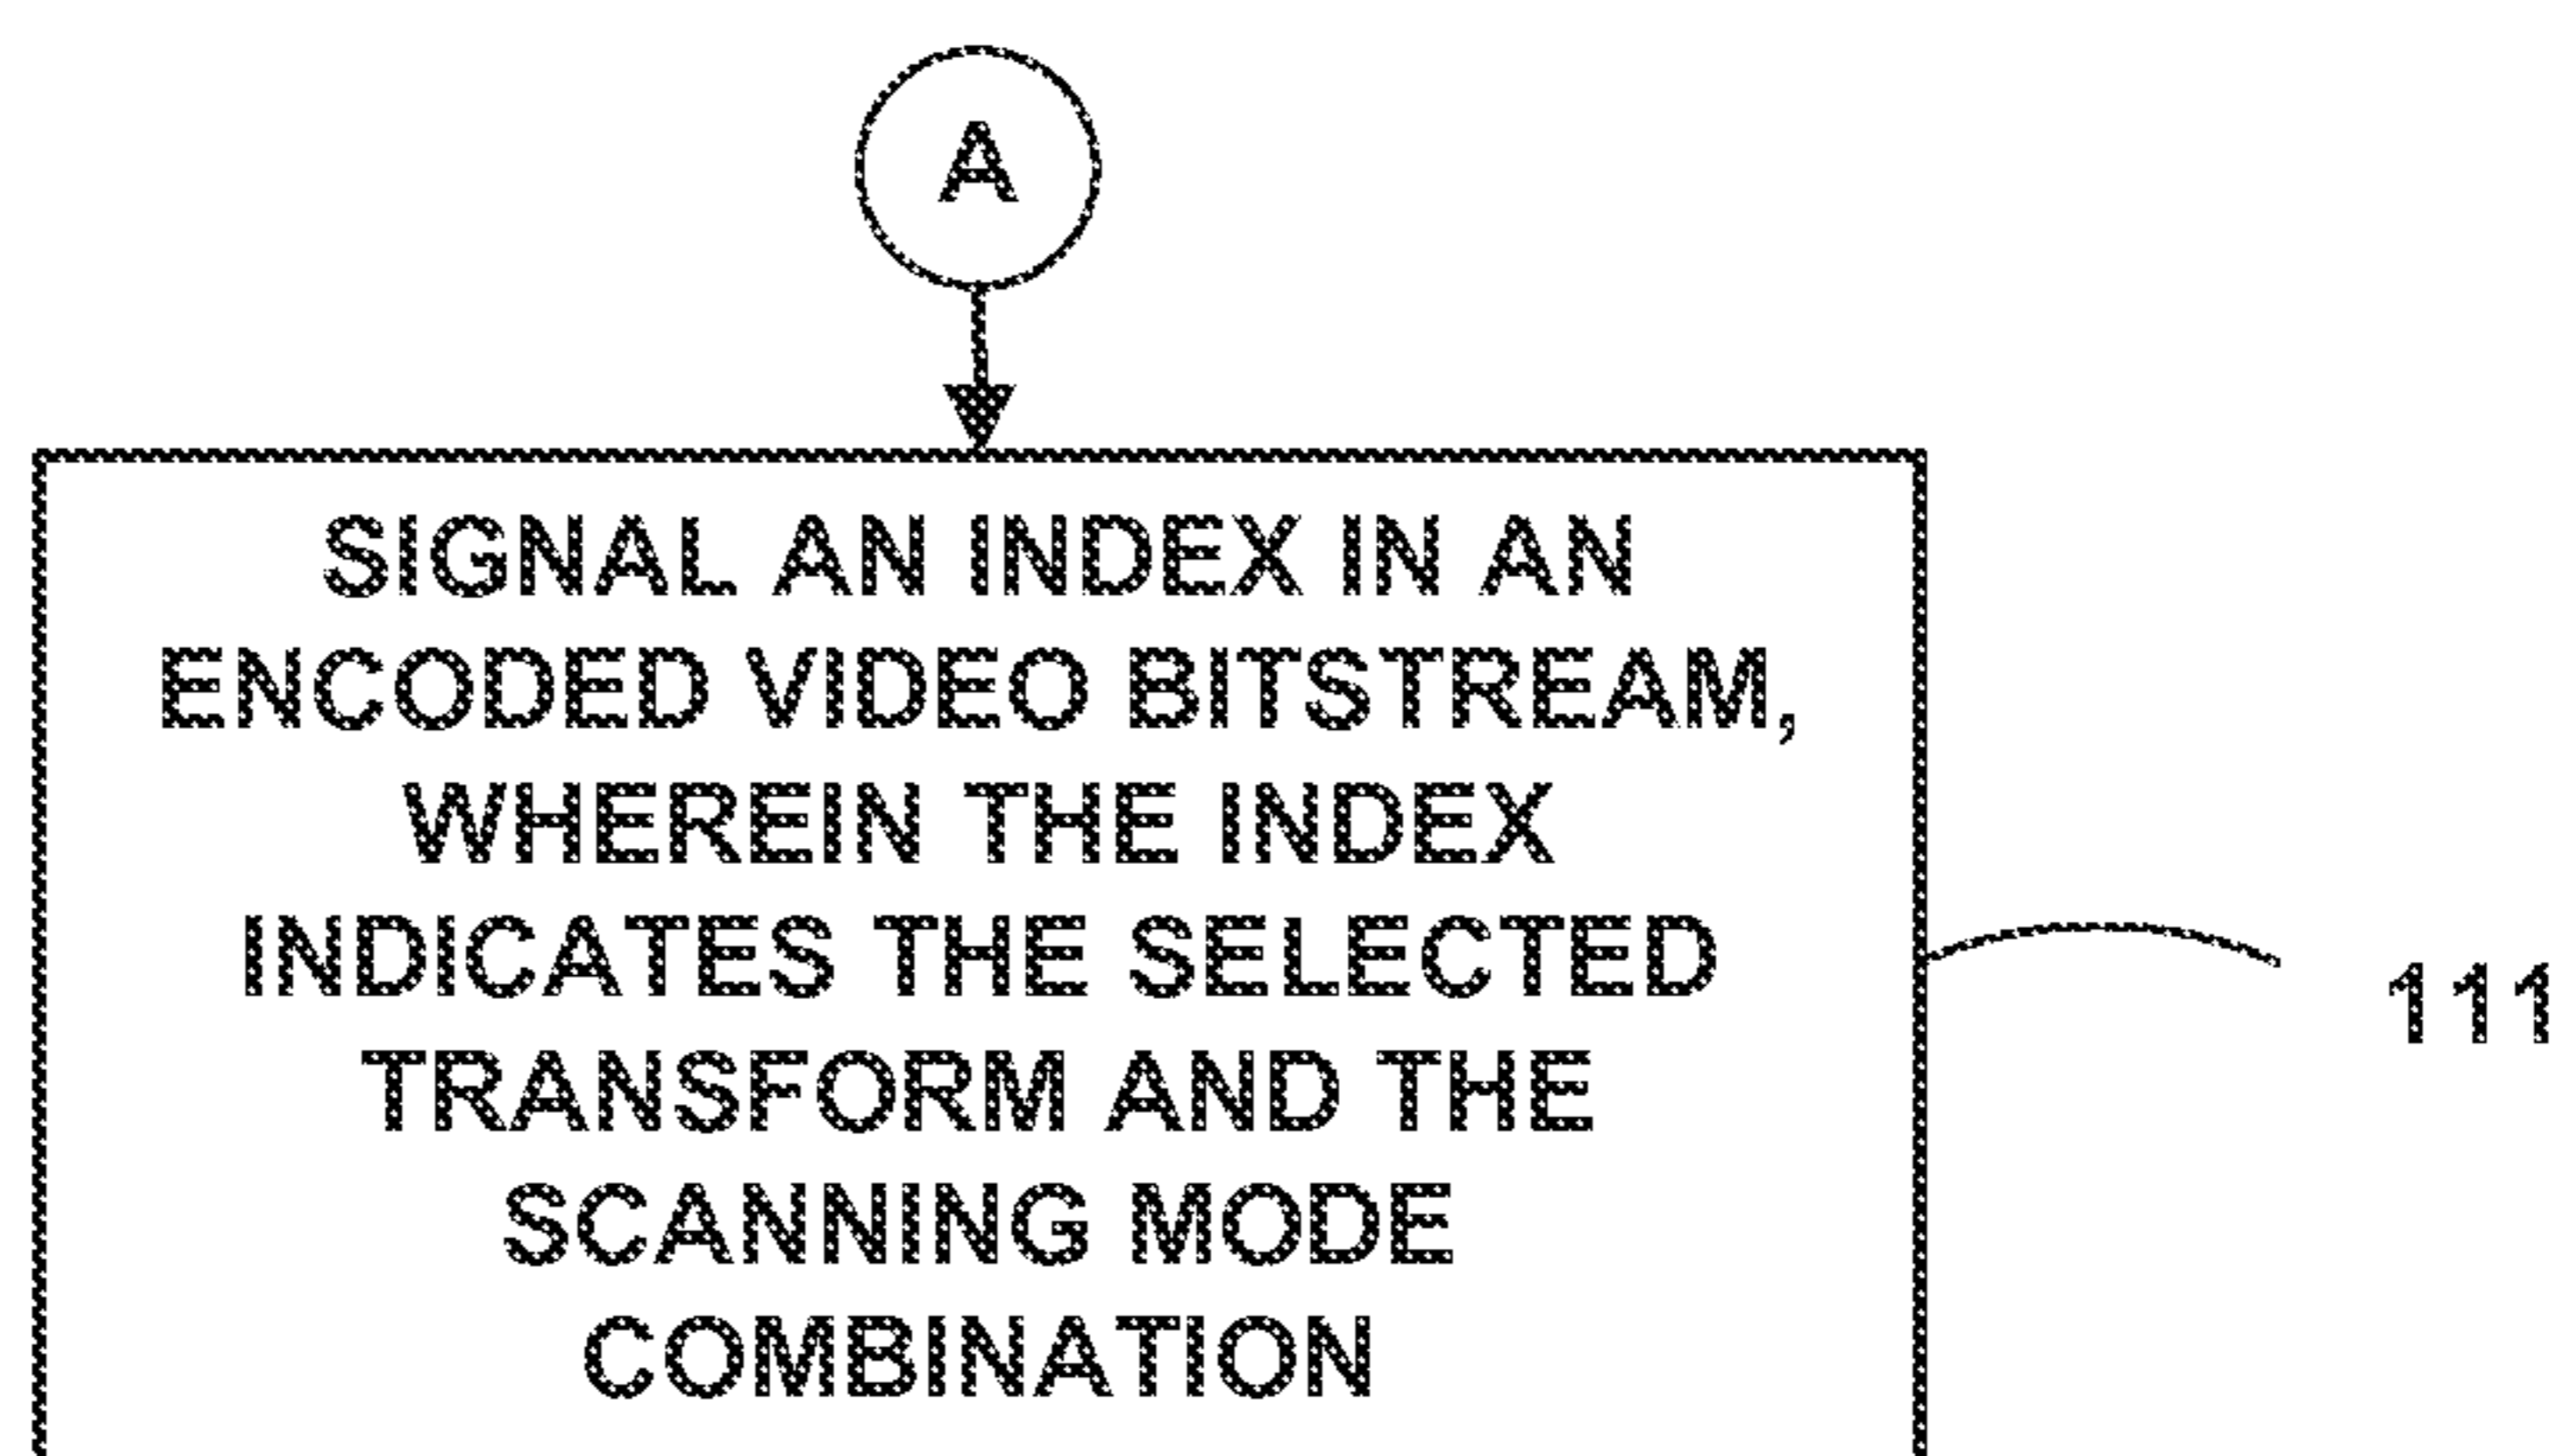 A
SIGNAL AN INDEX IN AN
ENCODED VIDEO BITSTREAM,
WHEREIN THE INDEX
INDICATES THE SELECTED
TRANSFORM AND THE
SCANNING MODE
COMBINATION
111